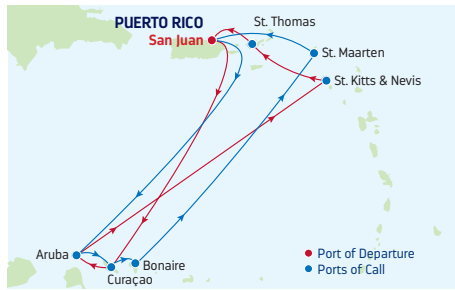 PUERTO RICO
San Juan
St. Thomas
St. Maarten
St. Kitts & Nevis
Aruba
Curaçao
Bonaire
Port of Departure
Ports of Call